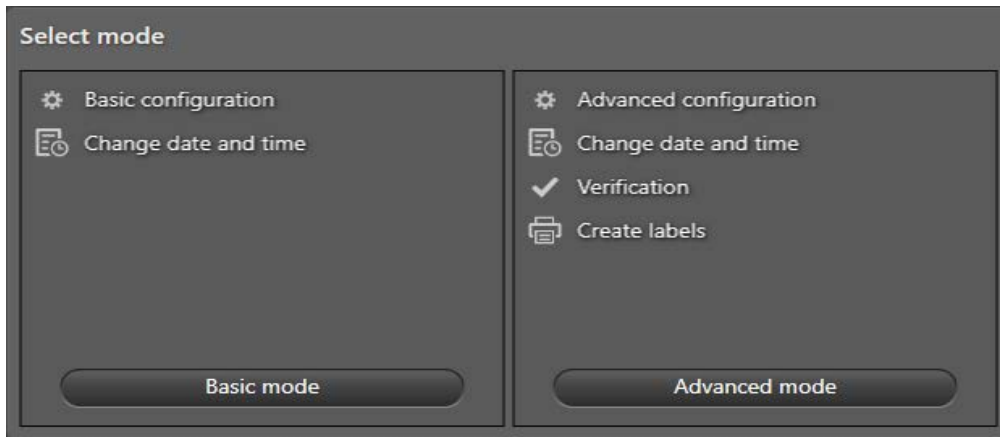 Select mode
Basic configuration
Change date and time
Basic mode
Advanced configuration
Change date and time
Verification
Create labels
Advanced mode